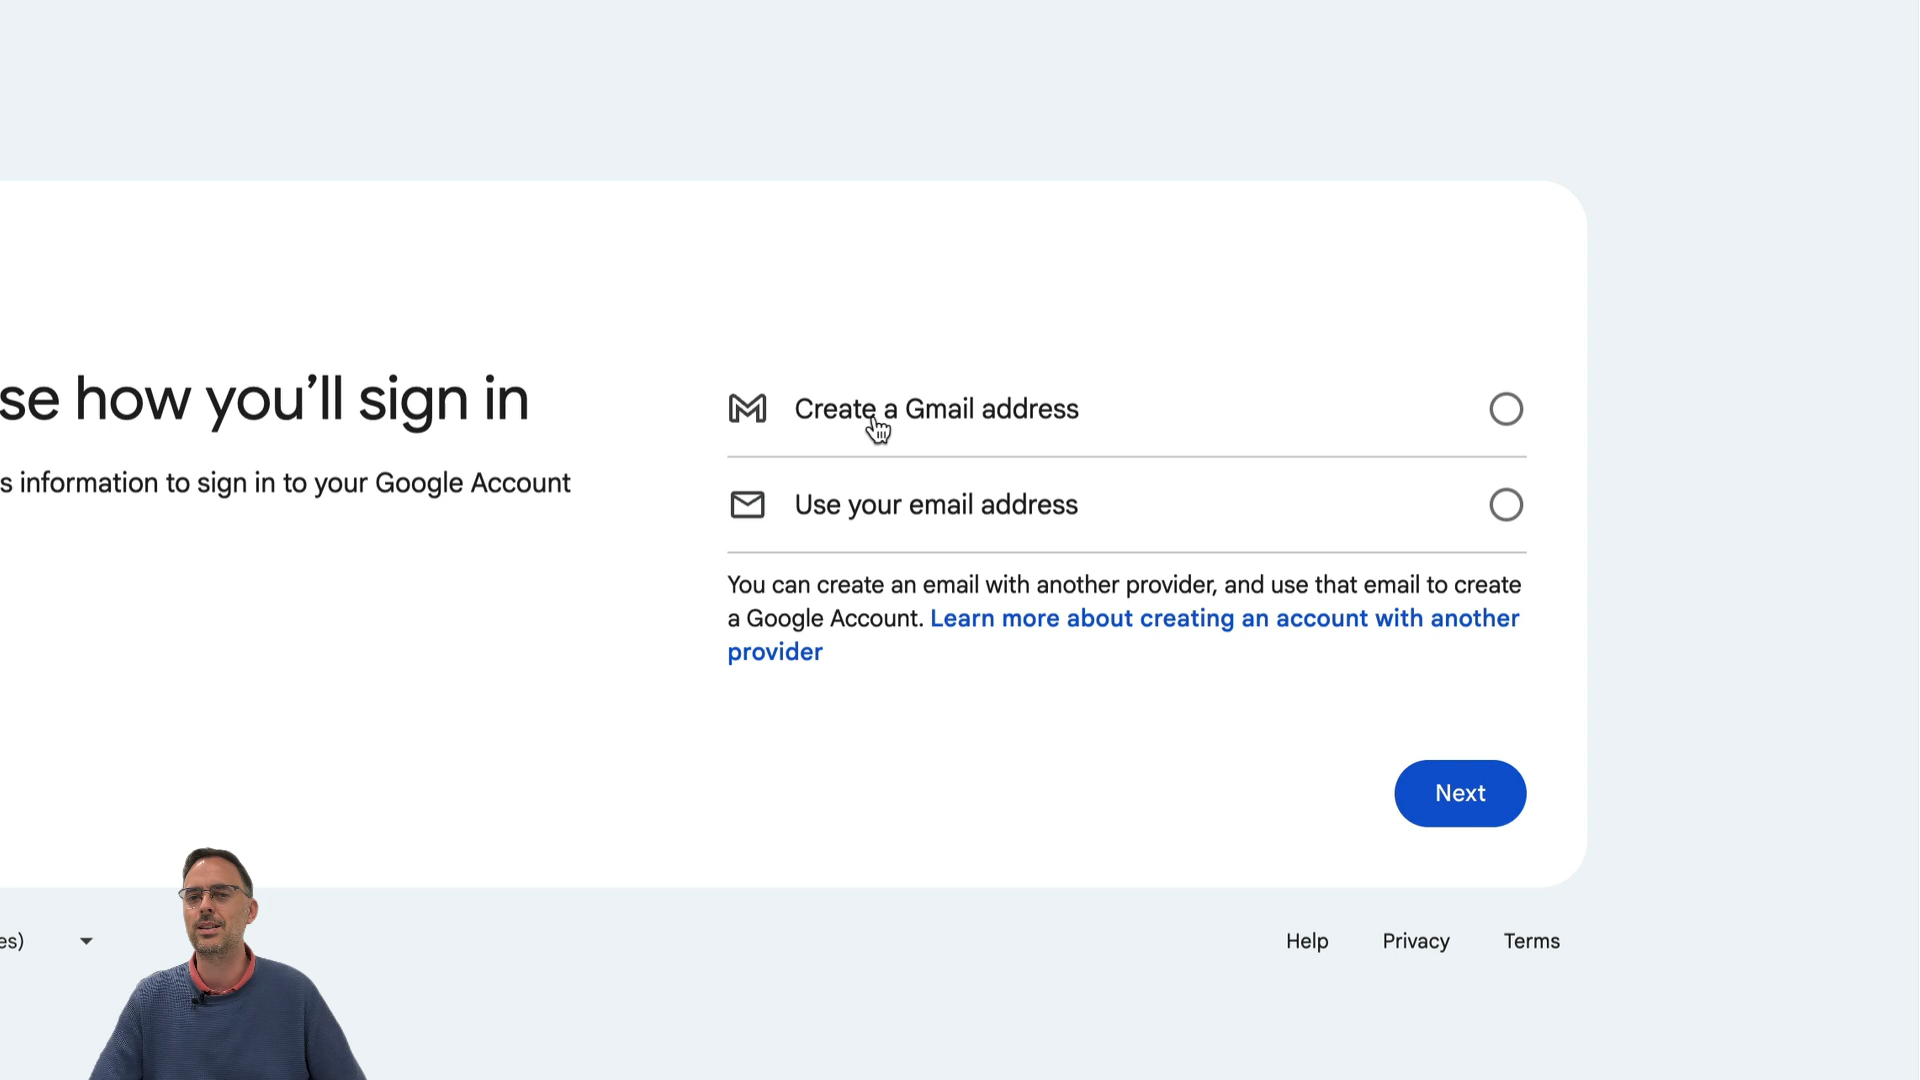 se how you’ll sign in
s information to sign in to your Google Account
Create a Gmail address
Use your email address
You can create an email with another provider, and use that email to create
a Google Account. Learn more about creating an account with another
provider
Next
es)
Help Privacy Terms